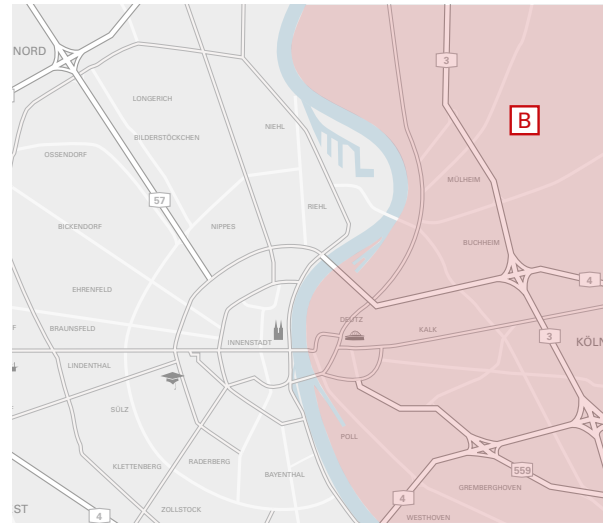 NORD
3
B
LONGERICH
NIEHL
BILDERSTÖCKCHEN
OSSENDORF
MÜLHEIM
57
RIEHL
BICKENDORF
NIPPES
BUCHHEIM
4
EHRENFELD
DEUTZ
BRAUNSFELD
KALK
3
INNENSTADT
KÖLN
LINDENTHAL
SÜLZ
POLL
RADERBERG
KLETTENBERG
559
BAYENTHAL
GREMBERGHOVEN
4
ST
ZOLLSTOCK
4
WESTHOVEN